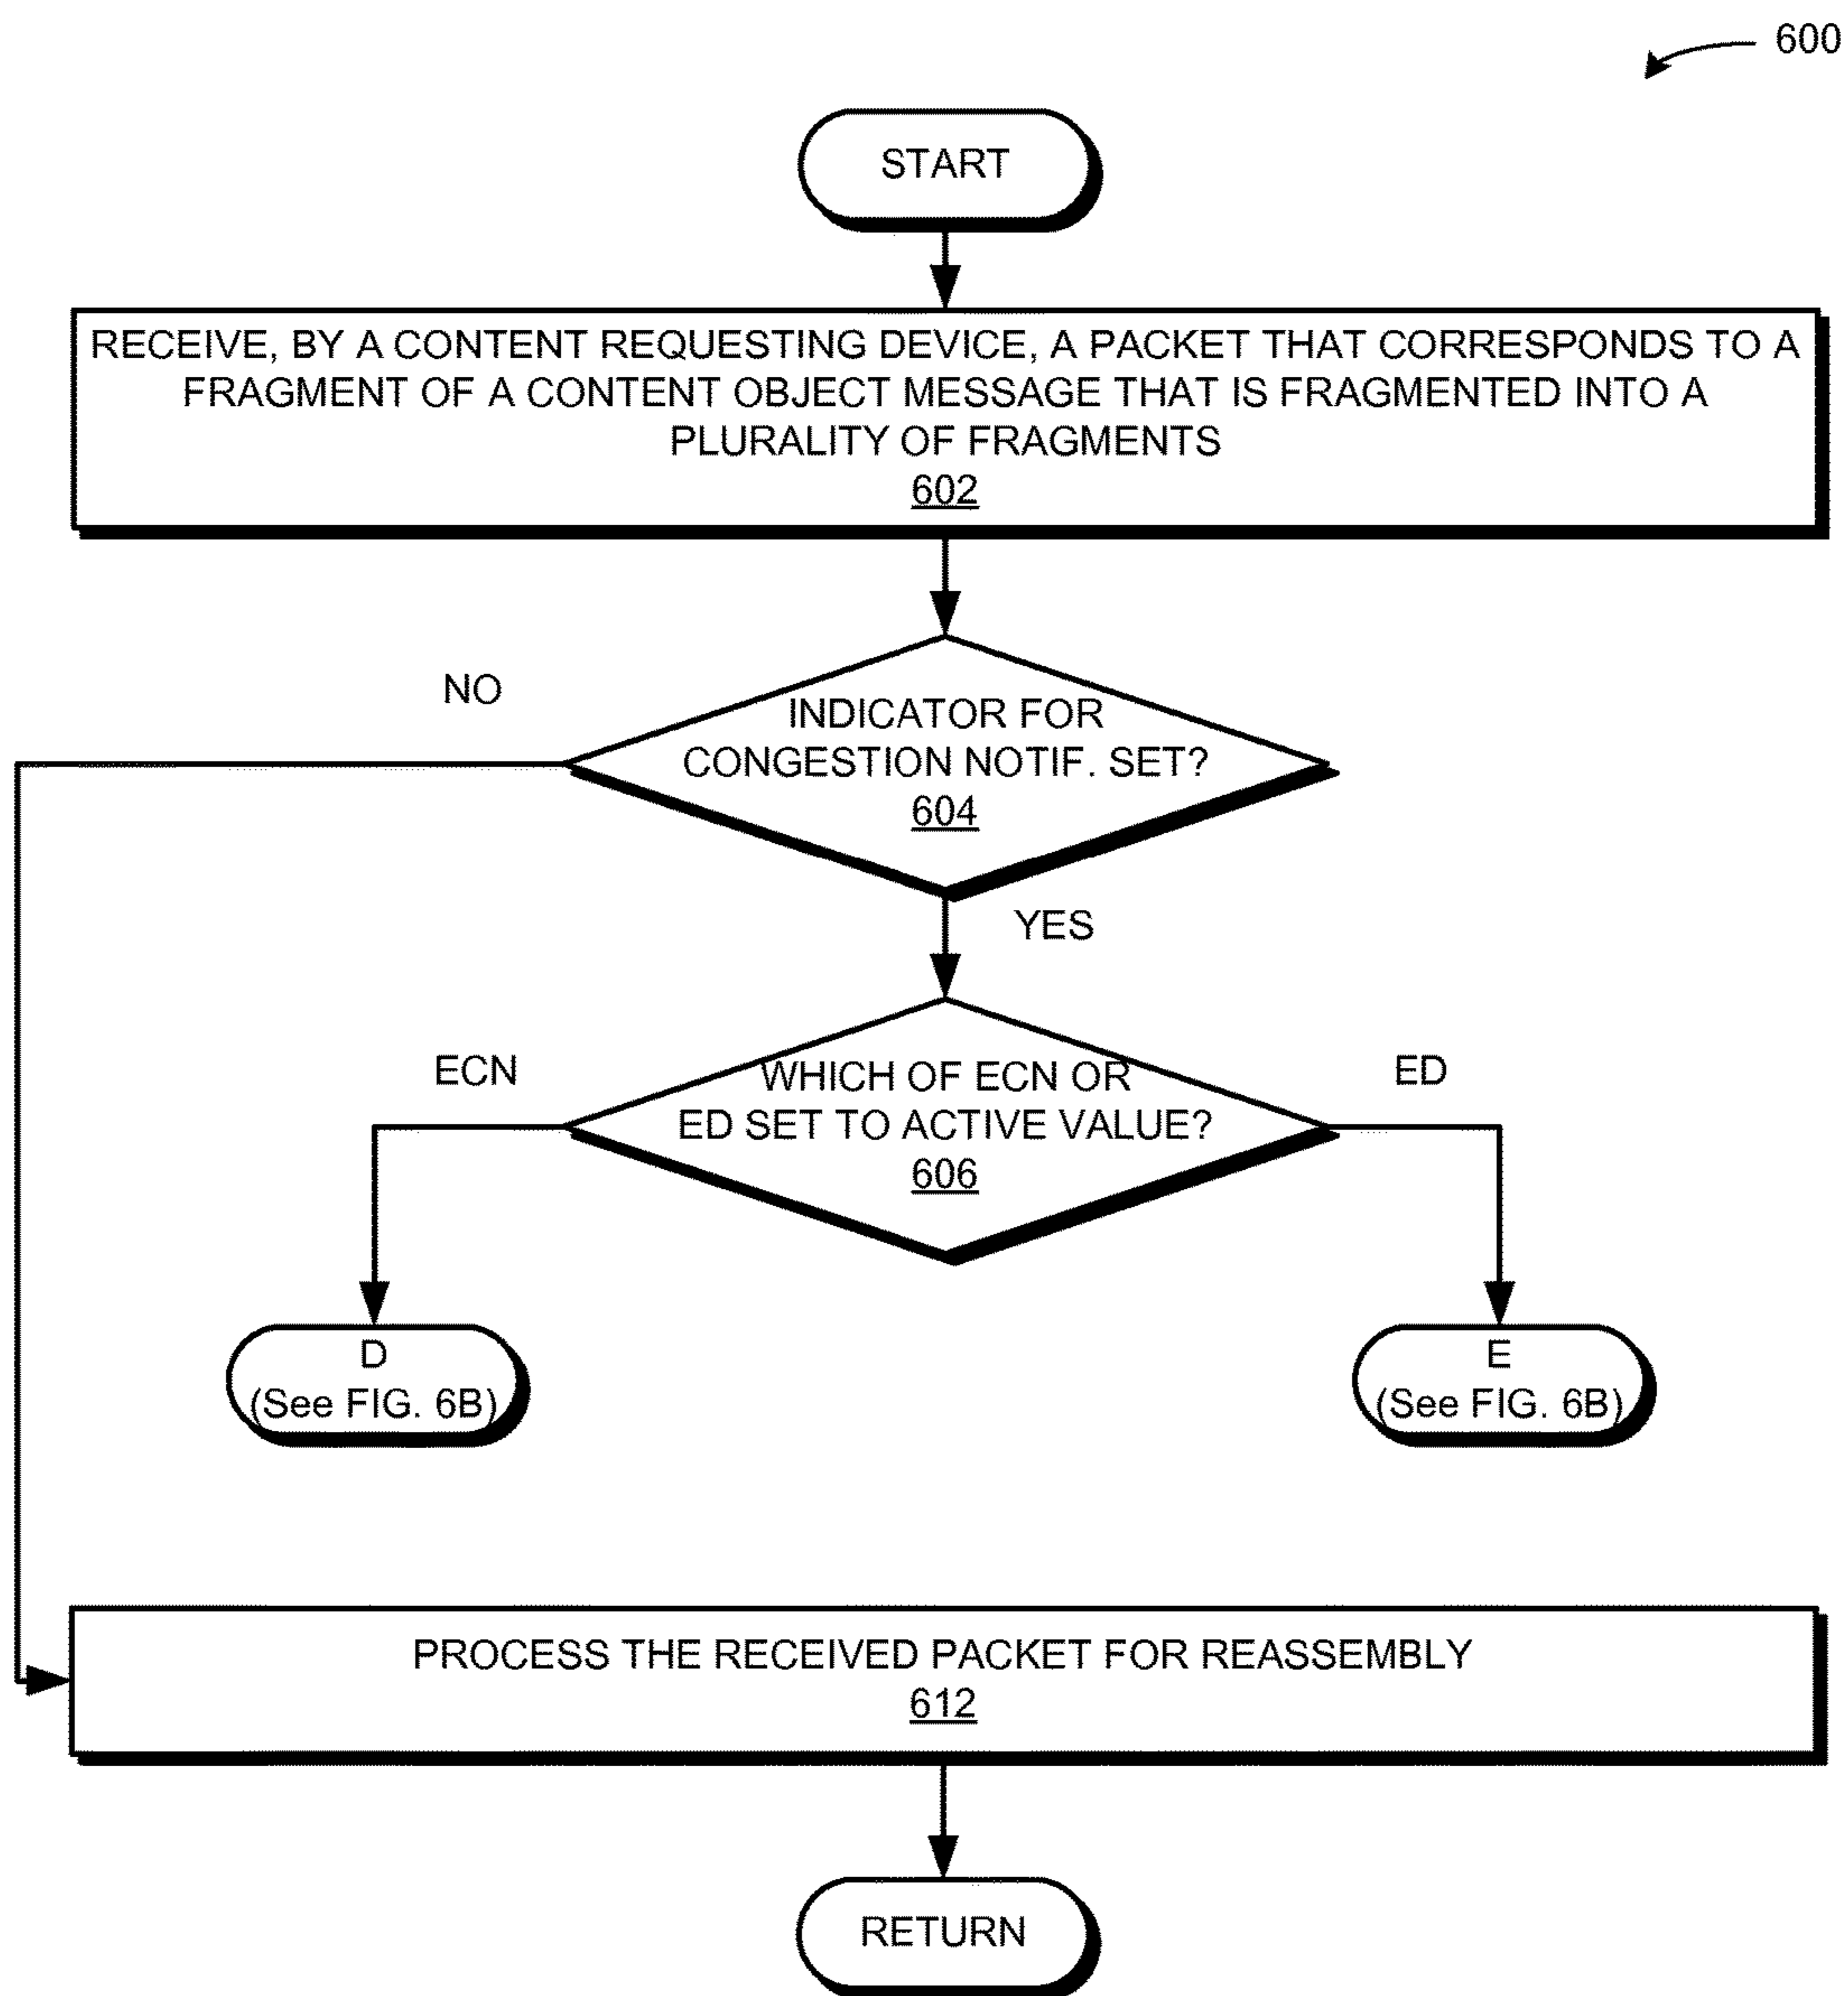 600
START
RECEIVE, BY A CONTENT REQUESTING DEVICE, A PACKET THAT CORRESPONDS TO A
FRAGMENT OF A CONTENT OBJECT MESSAGE THAT IS FRAGMENTED INTO A
PLURALITY OF FRAGMENTS
602
NO
INDICATOR FOR
CONGESTION NOTIF. SET?
604
YES
ECN
WHICH OF ECN OR
ED SET TO ACTIVE VALUE?
606
ED
D
(See FIG. 6B)
E
(See FIG. 6B)
PROCESS THE RECEIVED PACKET FOR REASSEMBLY
612
RETURN